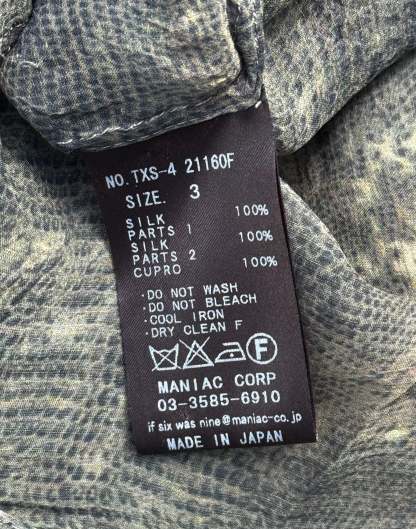 NO. TXS-4 21160F
SIZE. 3
SILK 100%
PARTS 1
SILK 100%
PARTS 2
CUPRO 100%
·DO NOT WASH
·DO NOT BLEACH
·COOL IRON
·DRY CLEAN F
F
MANIAC CORP
03-3585-6910
if six was nine@maniac-co.jp
MADE IN JAPAN